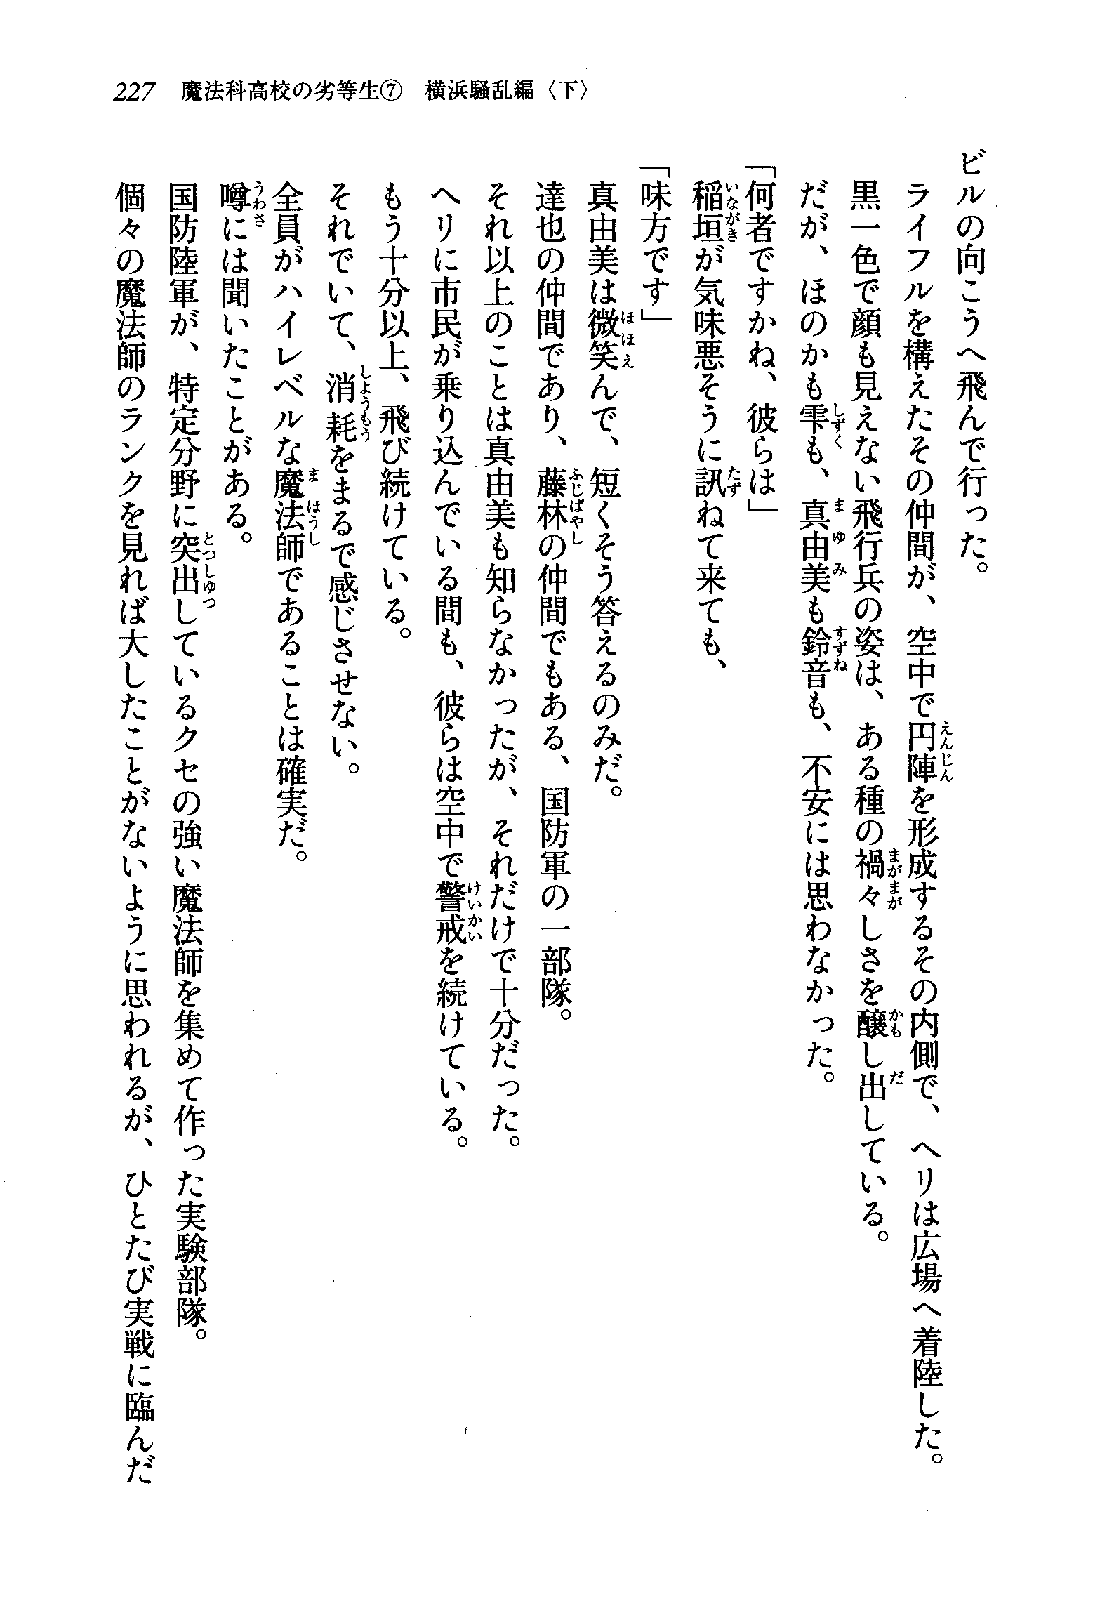 227 魔法科高校の劣等生⑦ 横浜騒乱編〈下〉
ビルの向こうへ飛んで行った。
ライフルを構えたその仲間が、空中で円陣を形成するその内側で、ヘリは広場へ着陸した。
黒一色で顔も見えない飛行兵の姿は、ある種の禍々しさを醸し出している。
だが、ほのかも雫も、真由美も鈴音も、不安には思わなかった。
「何者ですかね、彼らは」
稲垣が気味悪そうに訊ねて来ても、
「味方です」
真由美は微笑んで、短くそう答えるのみだ。
達也の仲間であり、藤林の仲間でもある、国防軍の一部隊。
それ以上のことは真由美も知らなかったが、それだけで十分だった。
ヘリに市民が乗り込んでいる間も、彼らは空中で警戒を続けている。
もう十分以上、飛び続けている。
それでいて、消耗をまるで感じさせない。
全員がハイレベルな魔法師であることは確実だ。
噂には聞いたことがある。
国防陸軍が、特定分野に突出しているクセの強い魔法師を集めて作った実験部隊。
個々の魔法師のランクを見れば大したことがないように思われるが、ひとたび実戦に臨んだ